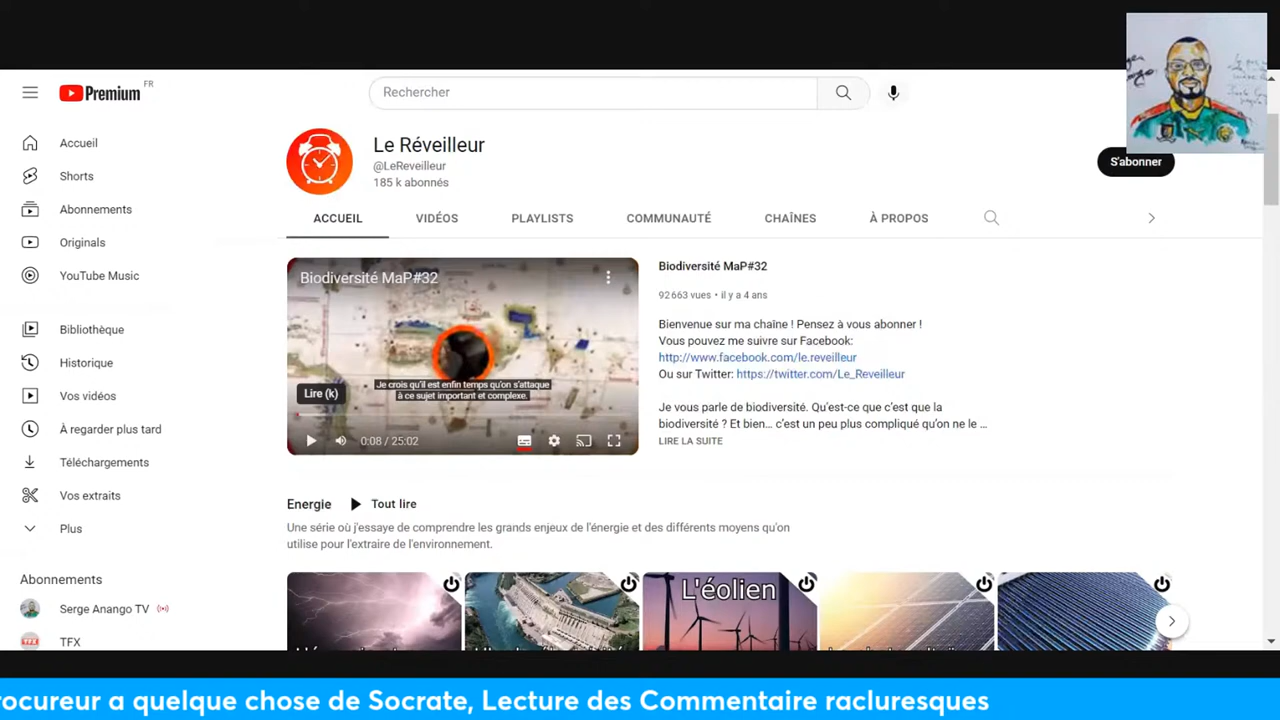 Premium FR
Rechercher
Le Réveilleur
@LeReveilleur
185 k abonnés
S'abonner
ACCUEIL VIDÉOS PLAYLISTS COMMUNAUTÉ CHAÎNES À PROPOS
Accueil
Shorts
Abonnements
Originals
YouTube Music
Bibliothèque
Historique
Vos vidéos
À regarder plus tard
Téléchargements
Vos extraits
Plus
Abonnements
Serge Anango TV
TFX
Biodiversité MaP#32
Je crois qu'il est enfin temps qu'on s'attaque
à ce sujet important et complexe.
Lire (k)
0:08 / 25:02
Biodiversité MaP#32
92 663 vues • il y a 4 ans
Bienvenue sur ma chaîne ! Pensez à vous abonner !
Vous pouvez me suivre sur Facebook:
http://www.facebook.com/le.reveilleur
Ou sur Twitter: https://twitter.com/Le_Reveilleur
Je vous parle de biodiversité. Qu'est-ce que c'est que la
biodiversité ? Et bien... c'est un peu plus compliqué qu'on ne le ...
LIRE LA SUITE
Energie Tout lire
Une série où j'essaye de comprendre les grands enjeux de l'énergie et des différents moyens qu'on
utilise pour l'extraire de l'environnement.
L'éolien
rocureur a quelque chose de Socrate, Lecture des Commentaire racluresques